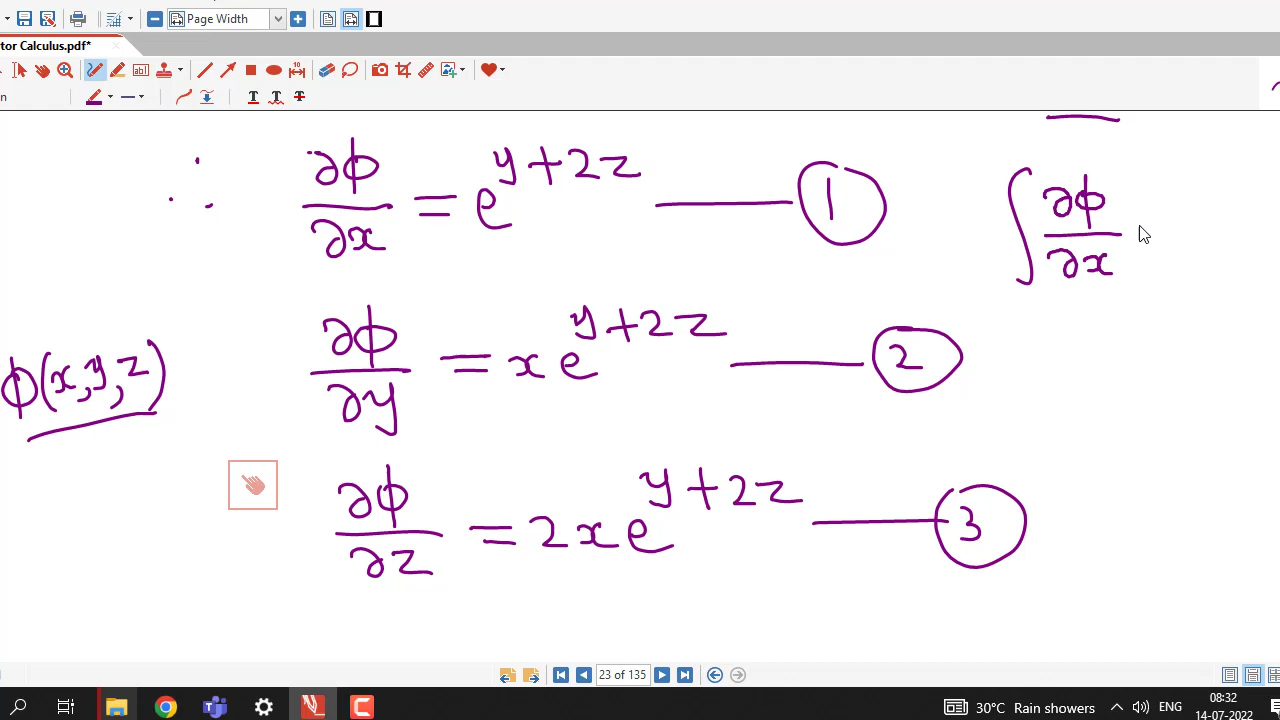 Page Width
tor Calculus.pdf*
n
∴ ∂ϕ/∂x = e^{y+2z} —— ①
∫ ∂ϕ/∂x
∂ϕ/∂y = x e^{y+2z} —— ②
ϕ(x,y,z)
∂ϕ/∂z = 2x e^{y+2z} —— ③
23 of 135
30°C Rain showers ENG 08:32
14-07-2022